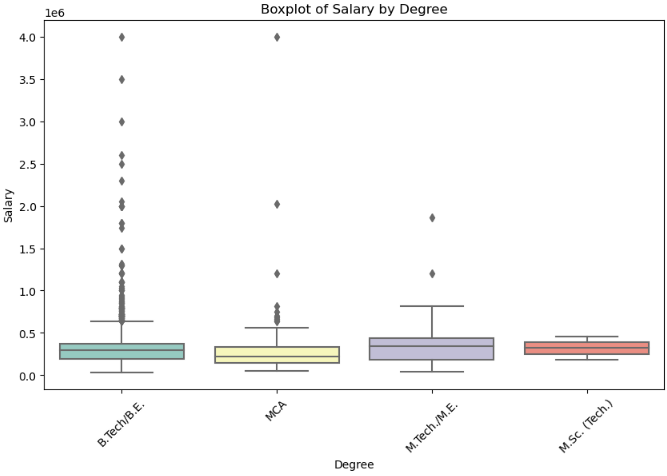 Boxplot of Salary by Degree
1e6
4.0
3.5
3.0
2.5
2.0
1.5
1.0
0.5
0.0
Salary
B.Tech/B.E.
MCA
M.Tech./M.E.
M.Sc. (Tech.)
Degree